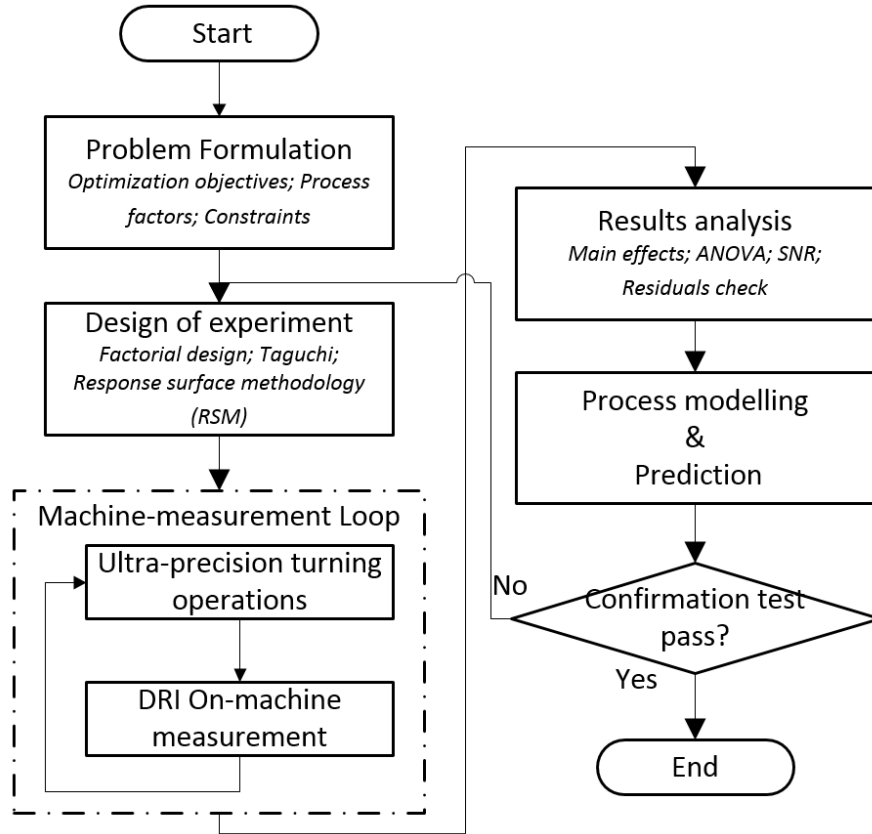 Start
Problem Formulation
Optimization objectives; Process
factors; Constraints
Design of experiment
Factorial design; Taguchi;
Response surface methodology
(RSM)
Machine-measurement Loop
Ultra-precision turning
operations
DRI On-machine
measurement
Results analysis
Main effects; ANOVA; SNR;
Residuals check
Process modelling
&
Prediction
No
Confirmation test
pass?
Yes
End